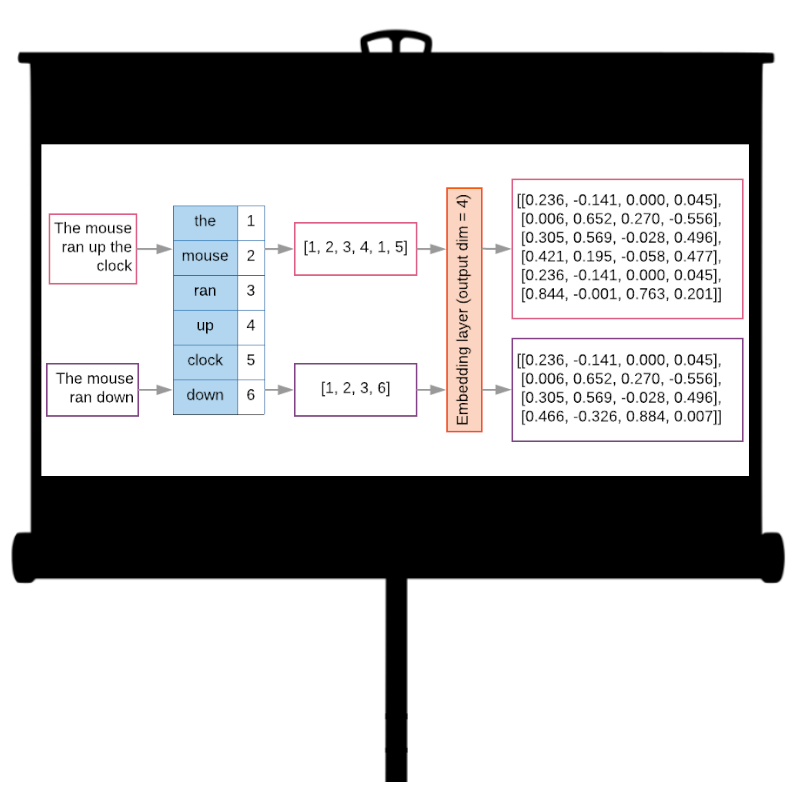 The mouse
ran up the
clock
the 1
mouse 2
ran 3
up 4
clock 5
down 6
[1, 2, 3, 4, 1, 5]
Embedding layer (output dim = 4)
[[0.236, -0.141, 0.000, 0.045],
[0.006, 0.652, 0.270, -0.556],
[0.305, 0.569, -0.028, 0.496],
[0.421, 0.195, -0.058, 0.477],
[0.236, -0.141, 0.000, 0.045],
[0.844, -0.001, 0.763, 0.201]]
The mouse
ran down
[1, 2, 3, 6]
[[0.236, -0.141, 0.000, 0.045],
[0.006, 0.652, 0.270, -0.556],
[0.305, 0.569, -0.028, 0.496],
[0.466, -0.326, 0.884, 0.007]]